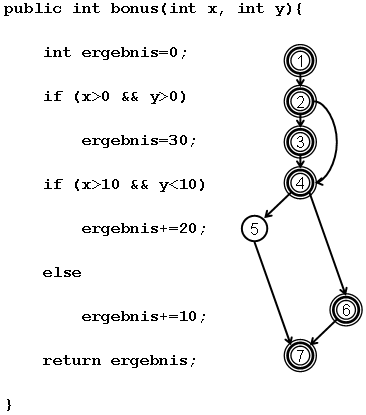 public int bonus(int x, int y){
int ergebnis=0;
1
if (x>0 && y>0)
2
ergebnis=30;
3
if (x>10 && y<10)
4
ergebnis+=20;
5
else
ergebnis+=10;
6
return ergebnis;
7
}